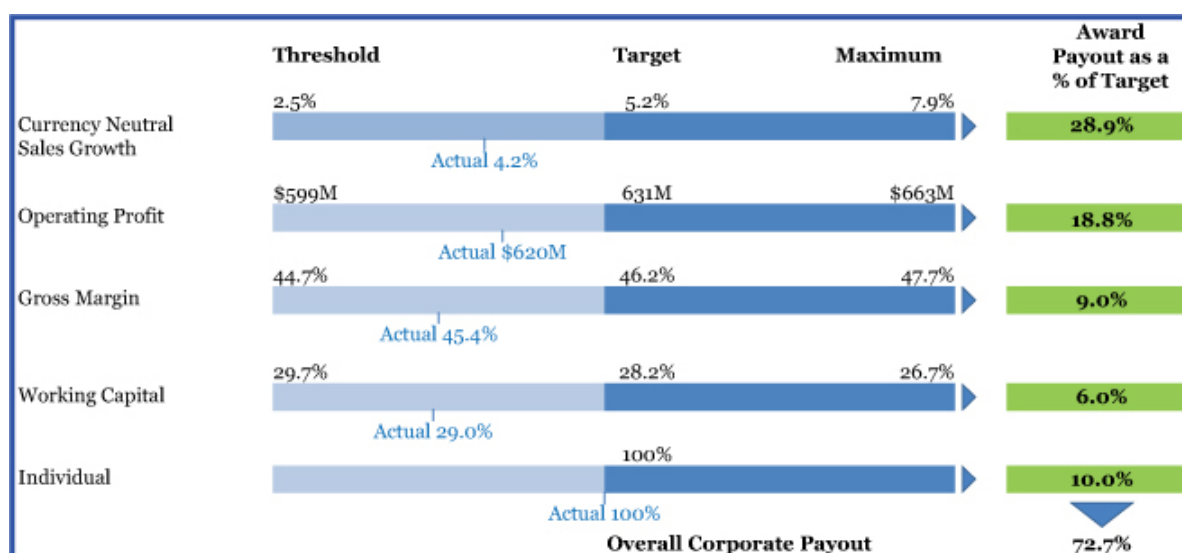 Award
Threshold Target Maximum Payout as a
% of Target
2.5% 5.2% 7.9%
Currency Neutral 28.9%
Sales Growth
Actual 4.2%
$599M 631M $663M
Operating Profit 18.8%
Actual $620M
44.7% 46.2% 47.7%
Gross Margin 9.0%
Actual 45.4%
29.7% 28.2% 26.7%
Working Capital 6.0%
Actual 29.0%
100%
Individual 10.0%
Actual 100%
Overall Corporate Payout 72.7%